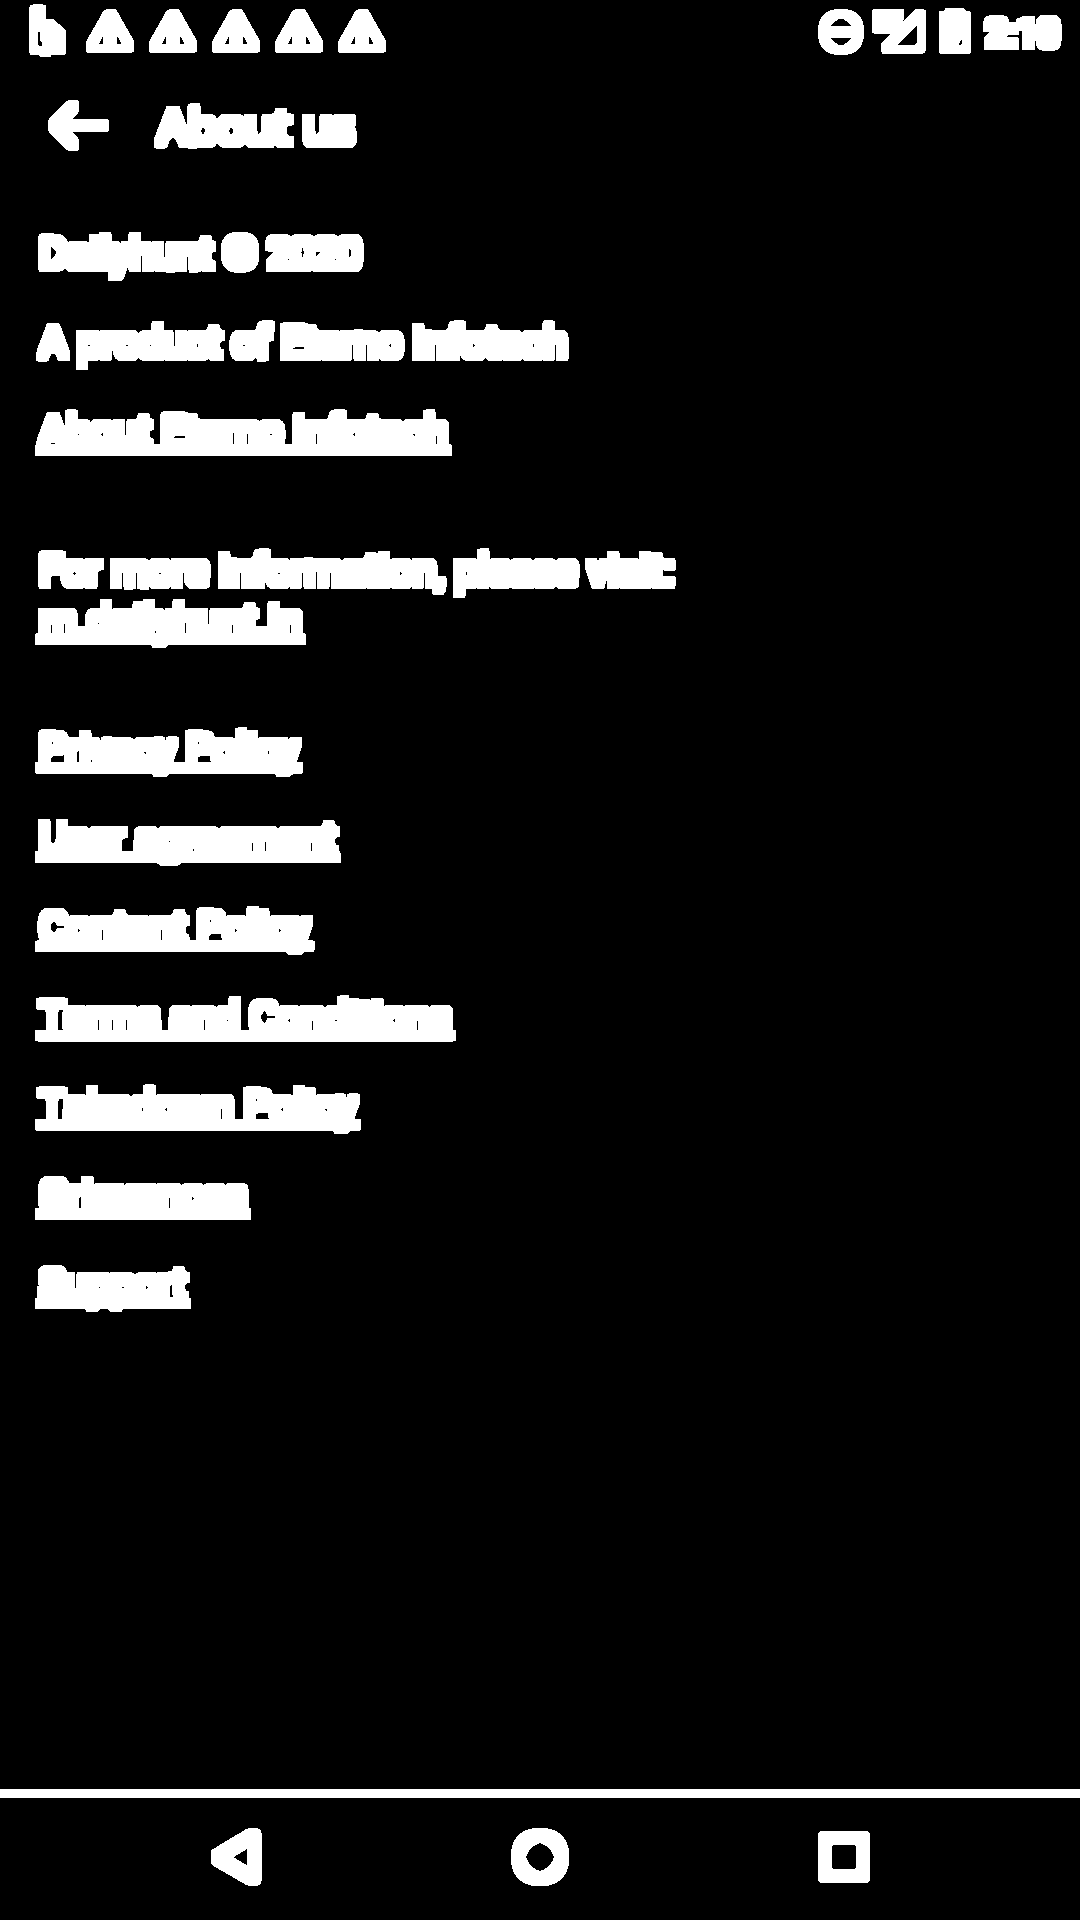 2:16
About us
Dailyhunt © 2020
A product of Eterno Infotech
About Eterno Infotech
For more information, please visit:
m.dailyhunt.in
Privacy Policy
User agreement
Content Policy
Terms and Conditions
Takedown Policy
Grievances
Support